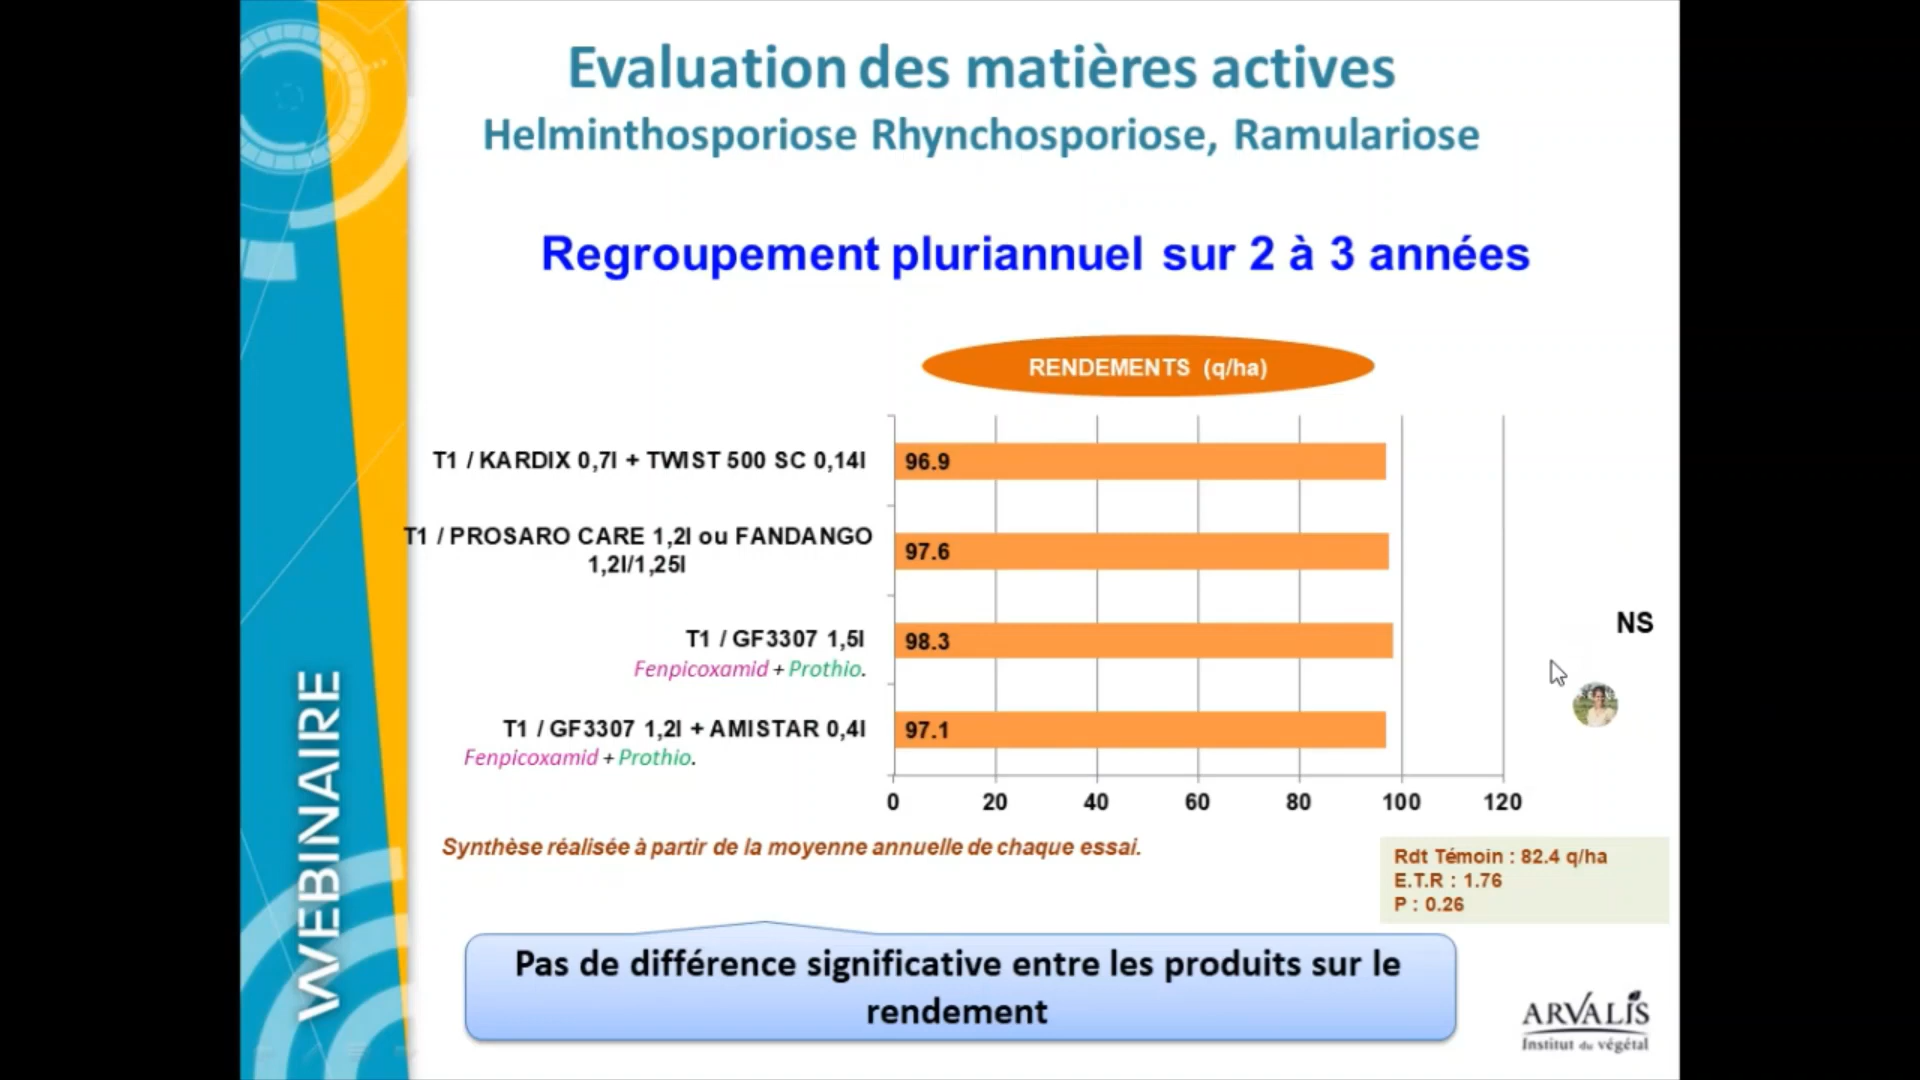 Evaluation des matières actives
Helminthosporiose Rhynchosporiose, Ramulariose
Regroupement pluriannuel sur 2 à 3 années
RENDEMENTS (q/ha)
T1 / KARDIX 0,7l + TWIST 500 SC 0,14l
96.9
T1 / PROSARO CARE 1,2l ou FANDANGO
1,2l/1,25l
97.6
T1 / GF3307 1,5l
Fenpicoxamid + Prothio.
98.3
T1 / GF3307 1,2l + AMISTAR 0,4l
Fenpicoxamid + Prothio.
97.1
NS
0 20 40 60 80 100 120
Synthèse réalisée à partir de la moyenne annuelle de chaque essai.
Rdt Témoin : 82.4 q/ha
E.T.R : 1.76
P : 0.26
Pas de différence significative entre les produits sur le
rendement
WEBINAIRE
ARVALIS
Institut du végétal